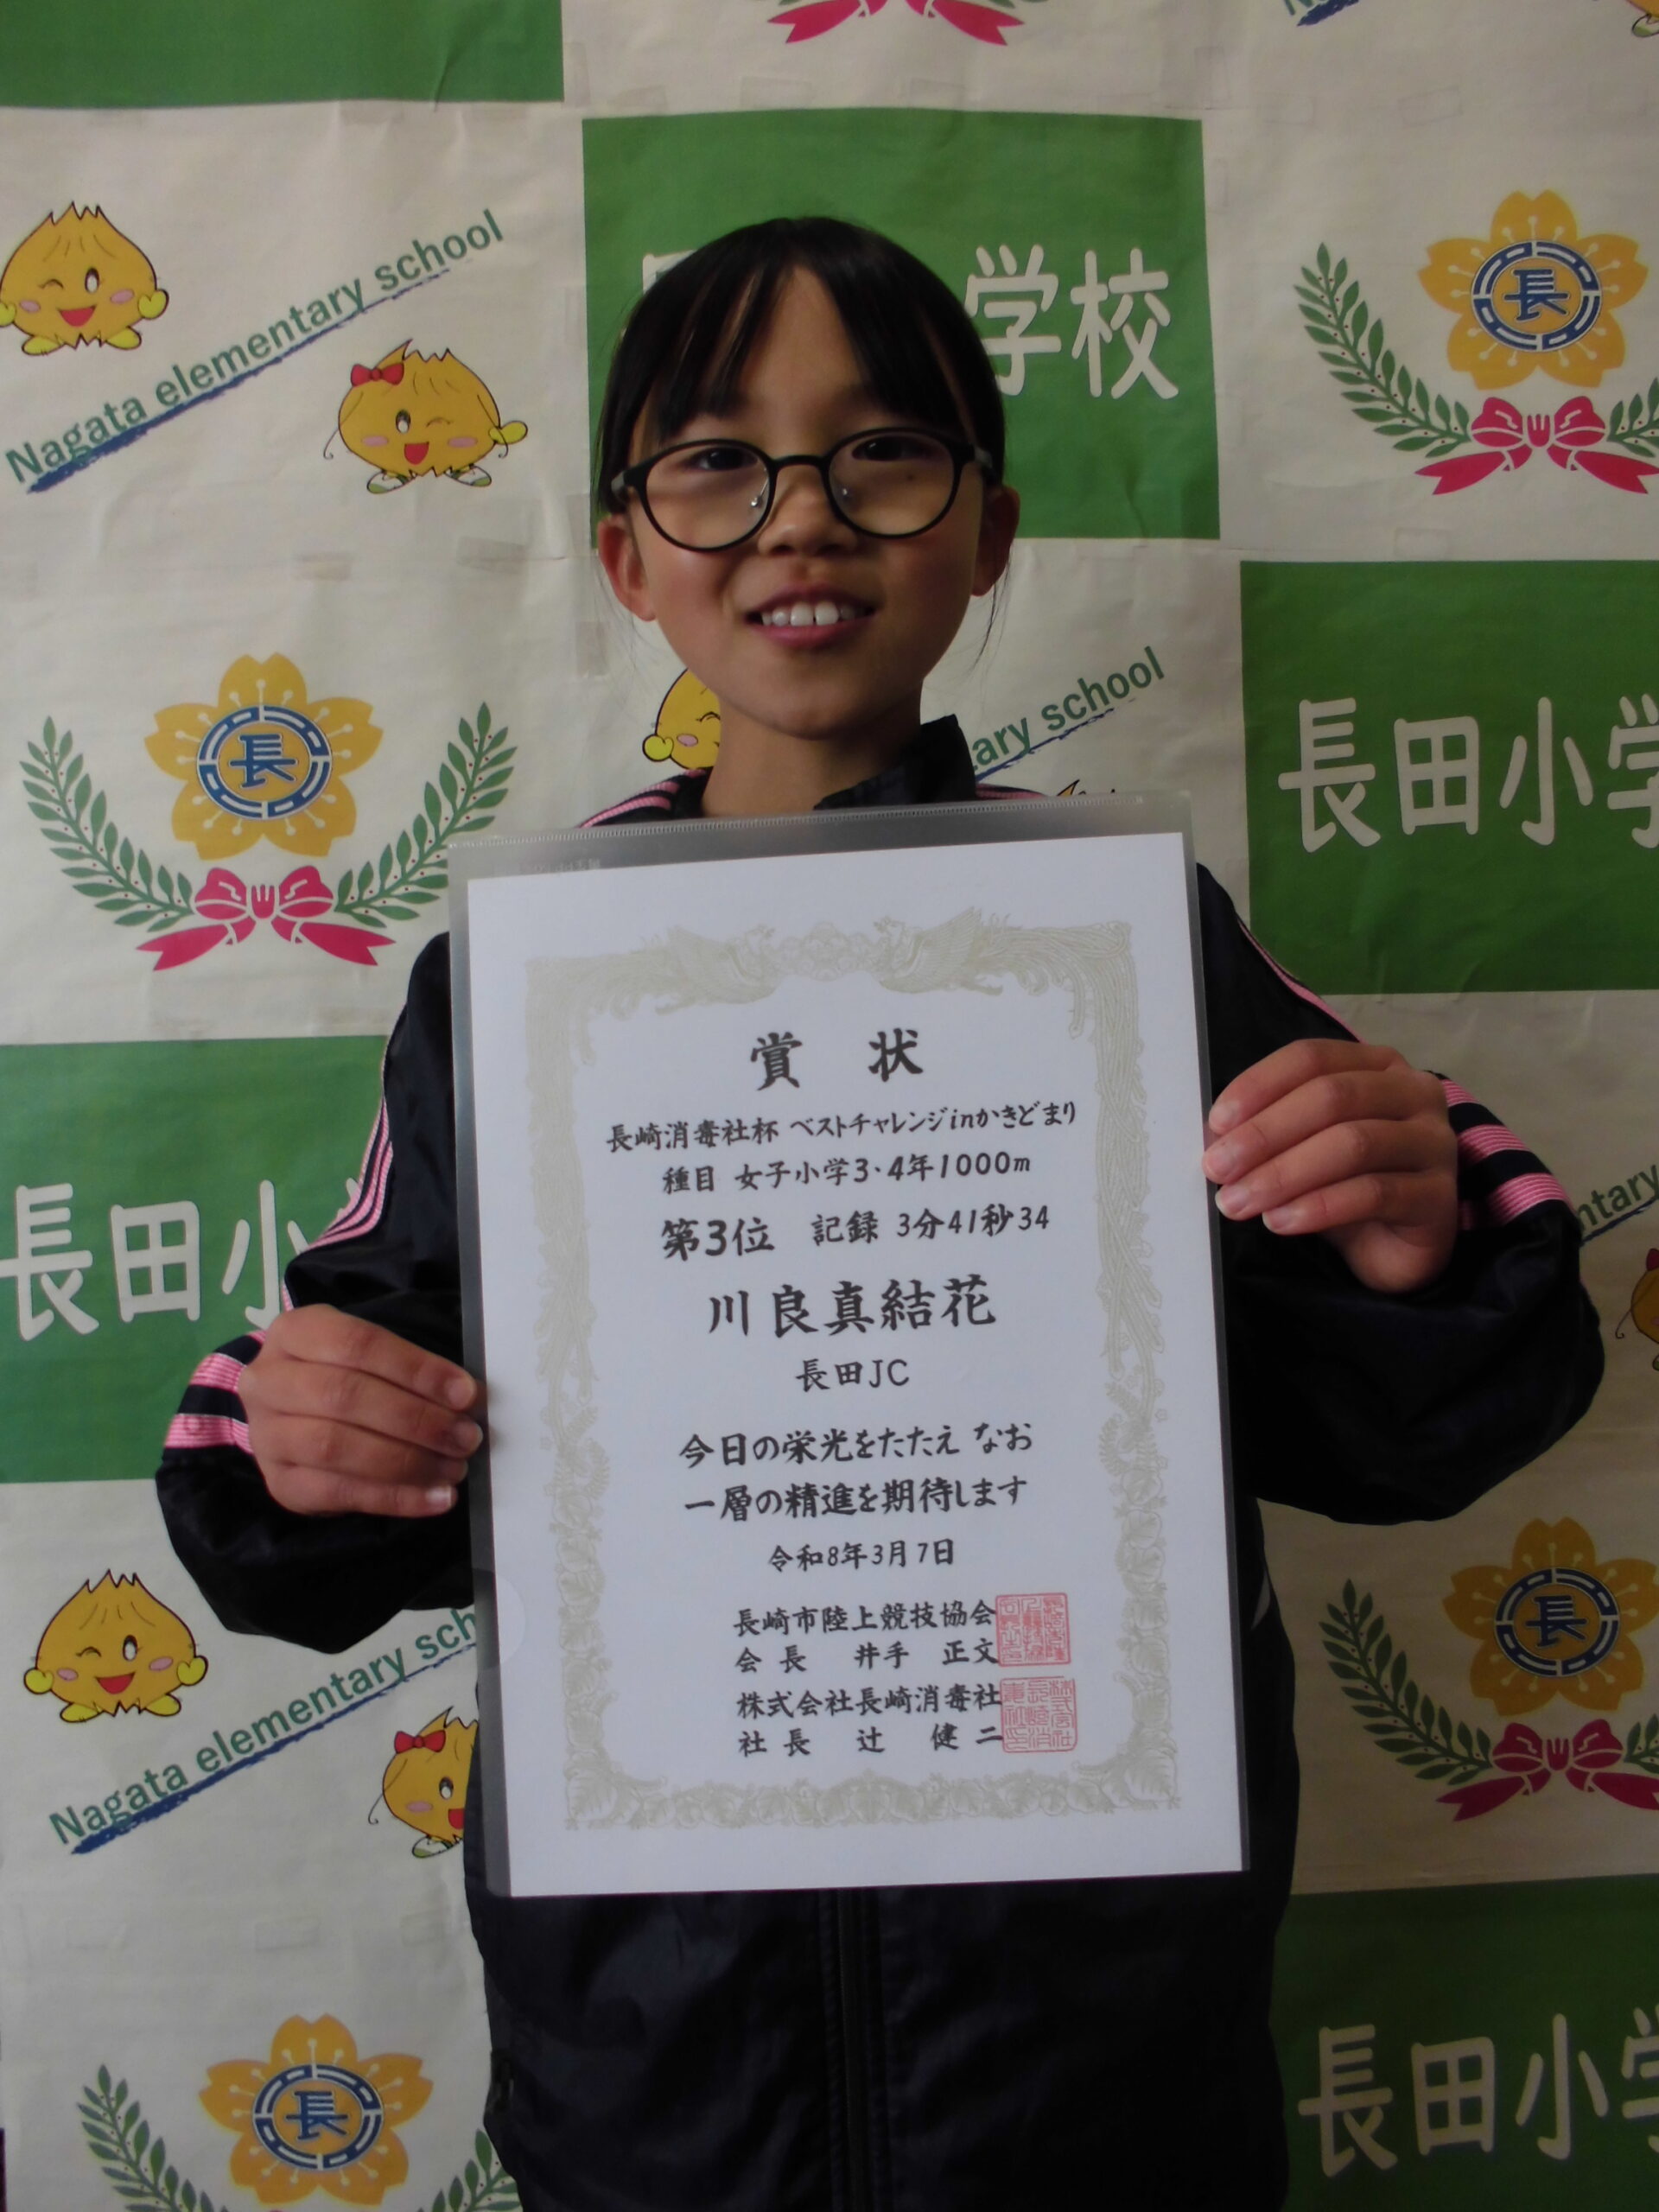 Nagata elementary school
学校
長
長
ary school
長田小学
賞 状
長崎消毒社杯 ベストチャレンジinかきどまり
種目 女子小学3・4年1000m
第3位 記録 3分41秒34
川良真結花
長田JC
今日の栄光をたたえ なお
一層の精進を期待します
令和8年3月7日
長崎市陸上競技協会
会長 井手 正文
株式会社長崎消毒社
社長 辻 健二
長田小
ntary
長
Nagata elementary sch
長
長田小学